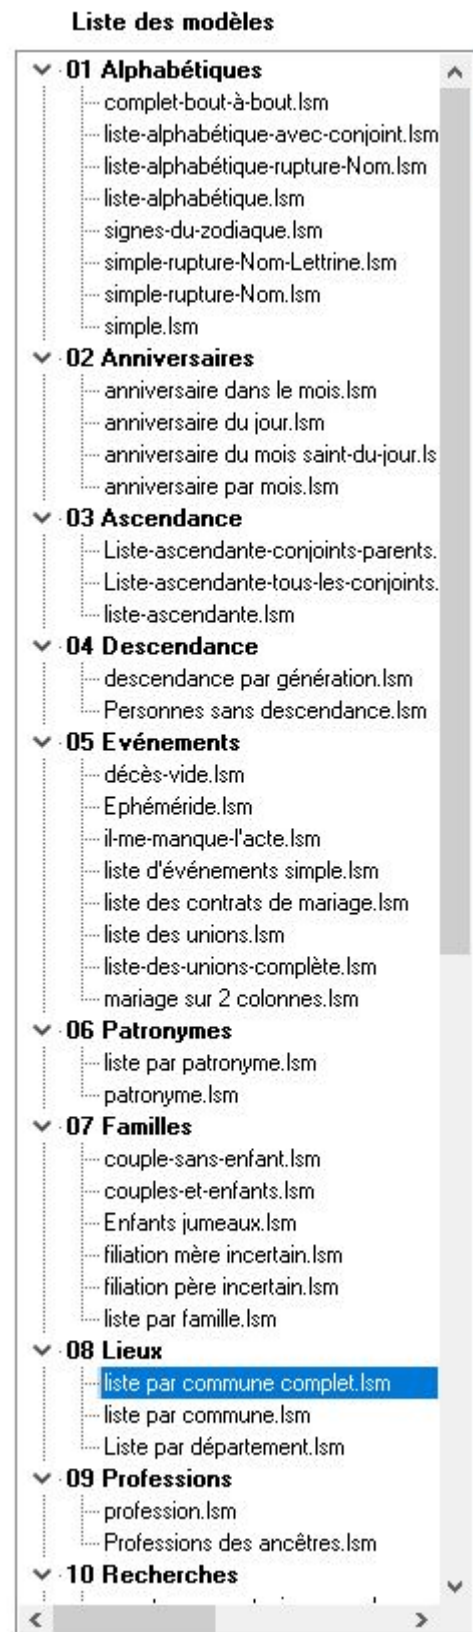 Liste des modèles
01 Alphabétiques
complet-bout-à-bout.lsm
liste-alphabétique-avec-conjoint.lsm
liste-alphabétique-rupture-Nom.lsm
liste-alphabétique.lsm
signes-du-zodiaque.lsm
simple-rupture-Nom-Lettrine.lsm
simple-rupture-Nom.lsm
simple.lsm
02 Anniversaires
anniversaire dans le mois.lsm
anniversaire du jour.lsm
anniversaire du mois saint-du-jour.ls
anniversaire par mois.lsm
03 Ascendance
Liste-ascendante-conjoints-parents.
Liste-ascendante-tous-les-conjoints.
liste-ascendante.lsm
04 Descendance
descendance par génération.lsm
Personnes sans descendance.lsm
05 Evénements
décès-vide.lsm
Ephéméride.lsm
il-me-manque-l'acte.lsm
liste d'événements simple.lsm
liste des contrats de mariage.lsm
liste des unions.lsm
liste-des-unions-complète.lsm
mariage sur 2 colonnes.lsm
06 Patronymes
liste par patronyme.lsm
patronyme.lsm
07 Familles
couple-sans-enfant.lsm
couples-et-enfants.lsm
Enfants jumeaux.lsm
filiation mère incertain.lsm
filiation père incertain.lsm
liste par famille.lsm
08 Lieux
liste par commune complet.lsm
liste par commune.lsm
Liste par département.lsm
09 Professions
profession.lsm
Professions des ancêtres.lsm
10 Recherches